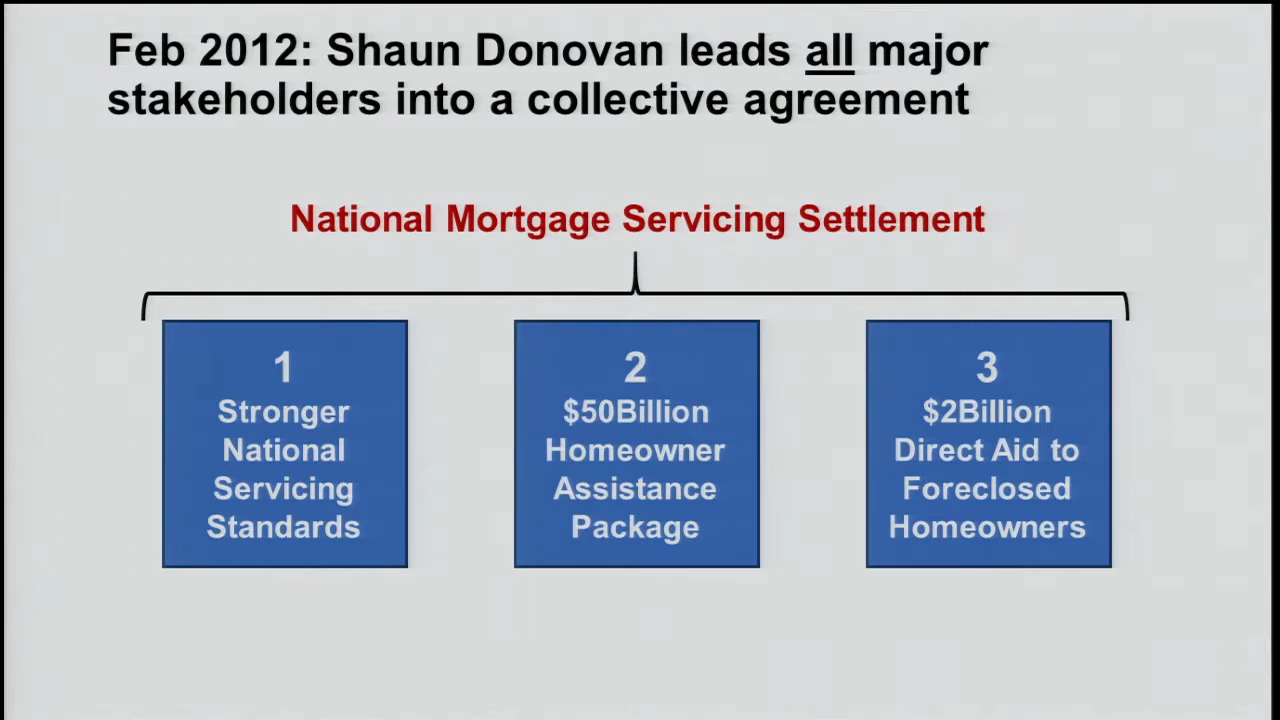 Feb 2012: Shaun Donovan leads all major
stakeholders into a collective agreement
National Mortgage Servicing Settlement
1
Stronger
National
Servicing
Standards
2
$50Billion
Homeowner
Assistance
Package
3
$2Billion
Direct Aid to
Foreclosed
Homeowners